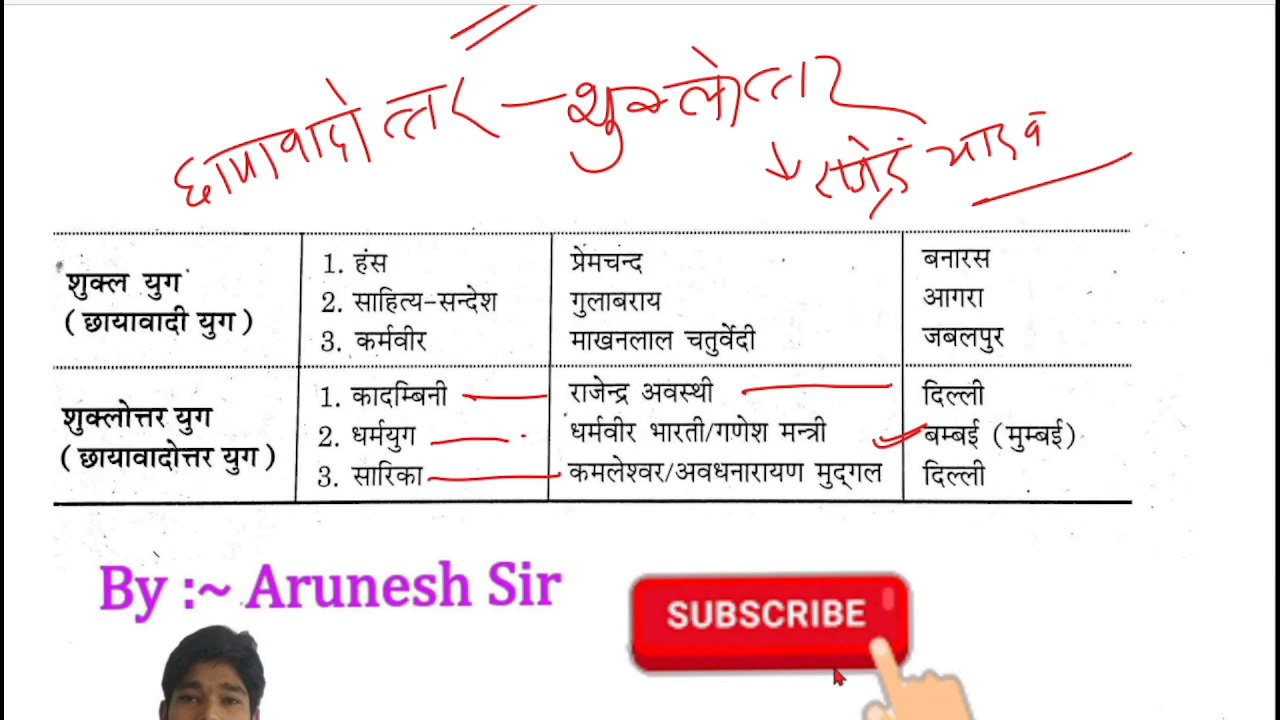 छायावादोत्तर – शुक्लोत्तर
राजेंद्र यादव
शुक्ल युग
(छायावादी युग)
1. हंस प्रेमचन्द बनारस
2. साहित्य-सन्देश गुलाबराय आगरा
3. कर्मवीर माखनलाल चतुर्वेदी जबलपुर
शुक्लोत्तर युग
(छायावादोत्तर युग)
1. कादम्बिनी राजेन्द्र अवस्थी दिल्ली
2. धर्मयुग धर्मवीर भारती/गणेश मन्त्री बम्बई (मुम्बई)
3. सारिका कमलेश्वर/अवधनारायण मुद्गल दिल्ली
By :~ Arunesh Sir
SUBSCRIBE